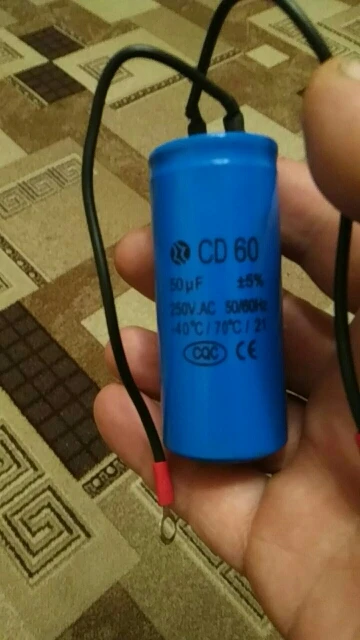 CD 60
50µF ±5%
250V.AC 50/60Hz
-40°C/70°C/21
CQC CE